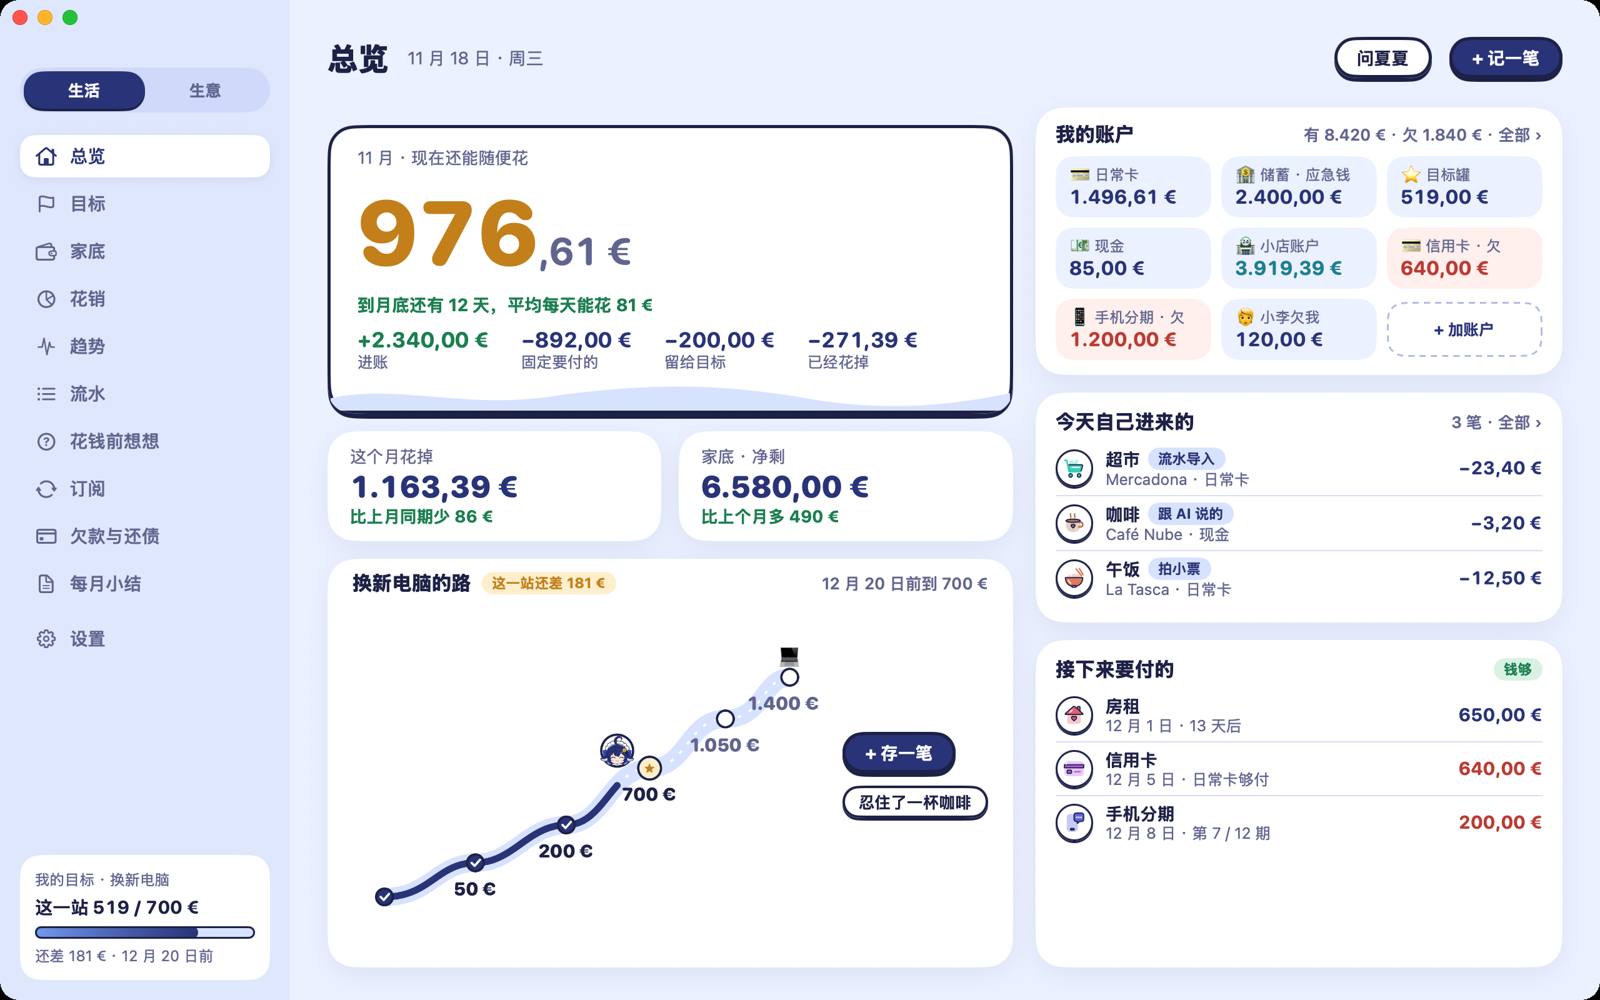 生活
生意
总览
目标
家底
花销
趋势
流水
花钱前想想
订阅
欠款与还债
每月小结
设置
我的目标 · 换新电脑
这一站 519 / 700 €
还差 181 € · 12 月 20 日前
总览
11 月 18 日 · 周三
问夏夏
+ 记一笔
11 月 · 现在还能随便花
976,61 €
到月底还有 12 天，平均每天能花 81 €
+2.340,00 €
进账
−892,00 €
固定要付的
−200,00 €
留给目标
−271,39 €
已经花掉
这个月花掉
1.163,39 €
比上月同期少 86 €
家底 · 净剩
6.580,00 €
比上个月多 490 €
换新电脑的路
这一站还差 181 €
12 月 20 日前到 700 €
1.400 €
1.050 €
700 €
200 €
50 €
+ 存一笔
忍住了一杯咖啡
我的账户
有 8.420 € · 欠 1.840 € · 全部 ›
日常卡
1.496,61 €
储蓄 · 应急钱
2.400,00 €
目标罐
519,00 €
现金
85,00 €
小店账户
3.919,39 €
信用卡 · 欠
640,00 €
手机分期 · 欠
1.200,00 €
小李欠我
120,00 €
+ 加账户
今天自己进来的
3 笔 · 全部 ›
超市 流水导入
Mercadona · 日常卡
−23,40 €
咖啡 跟 AI 说的
Café Nube · 现金
−3,20 €
午饭 拍小票
La Tasca · 日常卡
−12,50 €
接下来要付的
钱够
房租
12 月 1 日 · 13 天后
650,00 €
信用卡
12 月 5 日 · 日常卡够付
640,00 €
手机分期
12 月 8 日 · 第 7 / 12 期
200,00 €